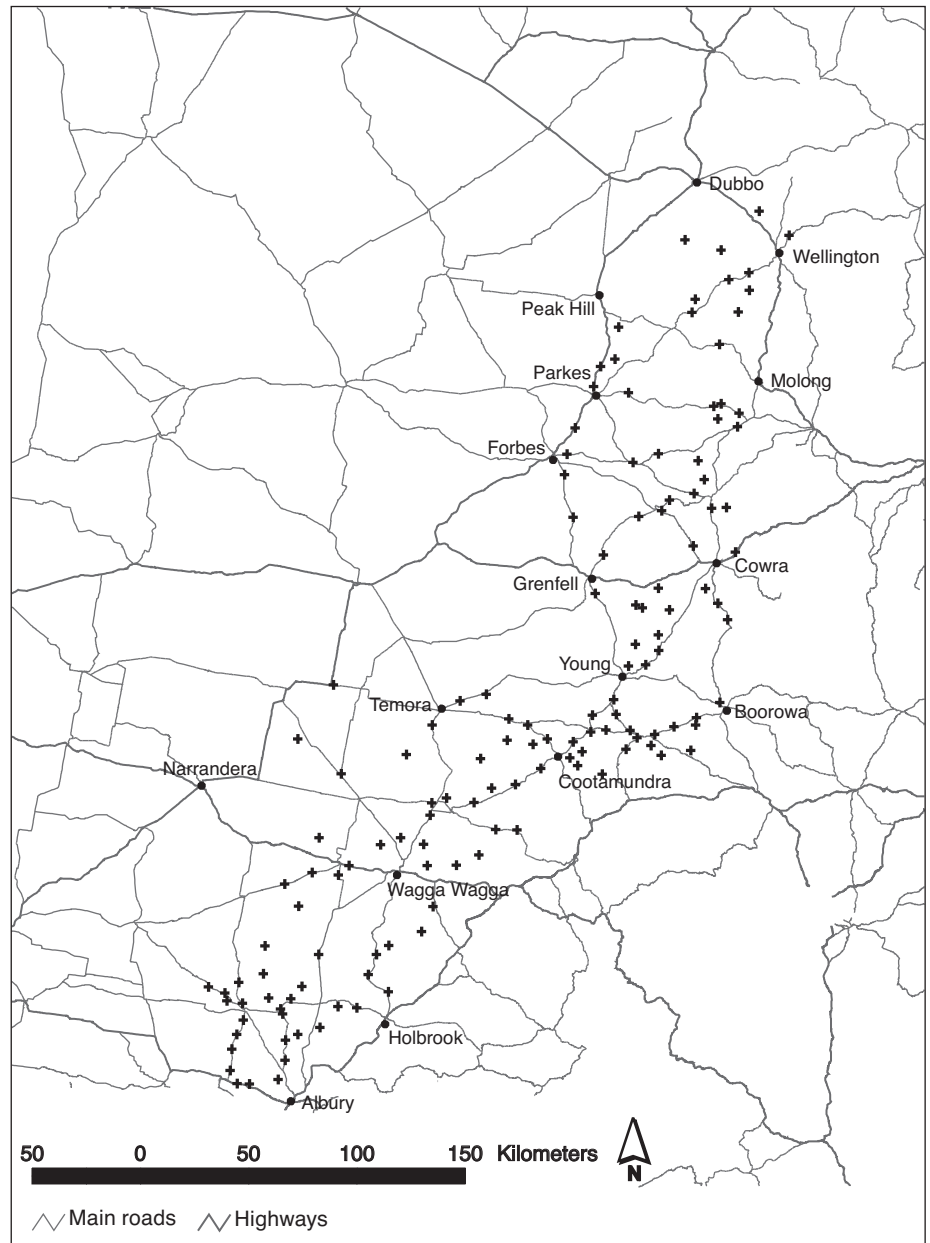 Dubbo
Wellington
Peak Hill
Parkes
Molong
Forbes
Grenfell
Cowra
Young
Temora
Boorowa
Narrandera
Cootamundra
Wagga Wagga
Holbrook
Albury
50 0 50 100 150 Kilometers
N
Main roads Highways